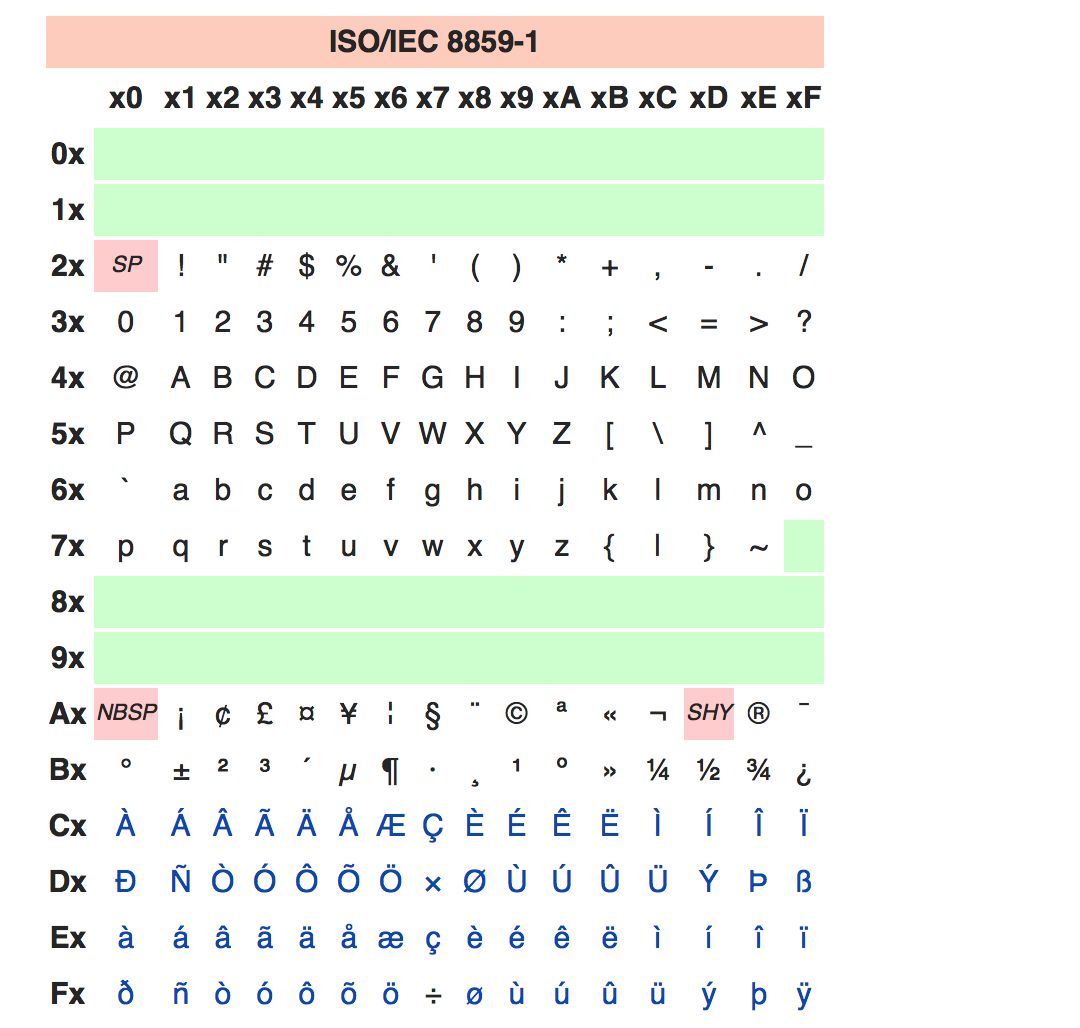 ISO/IEC 8859-1
x0 x1 x2 x3 x4 x5 x6 x7 x8 x9 xA xB xC xD xE xF
0x
1x
2x SP ! " # $ % & ' ( ) * + , - . /
3x 0 1 2 3 4 5 6 7 8 9 : ; < = > ?
4x @ A B C D E F G H I J K L M N O
5x P Q R S T U V W X Y Z [ \ ] ^ _
6x ` a b c d e f g h i j k l m n o
7x p q r s t u v w x y z { | } ~
8x
9x
Ax NBSP ¡ ¢ £ ¤ ¥ ¦ § ¨ © ª « ¬ SHY ® ¯
Bx ° ± ² ³ ´ µ ¶ · ¸ ¹ º » ¼ ½ ¾ ¿
Cx À Á Â Ã Ä Å Æ Ç È É Ê Ë Ì Í Î Ï
Dx Ð Ñ Ò Ó Ô Õ Ö × Ø Ù Ú Û Ü Ý Þ ß
Ex à á â ã ä å æ ç è é ê ë ì í î ï
Fx ð ñ ò ó ô õ ö ÷ ø ù ú û ü ý þ ÿ